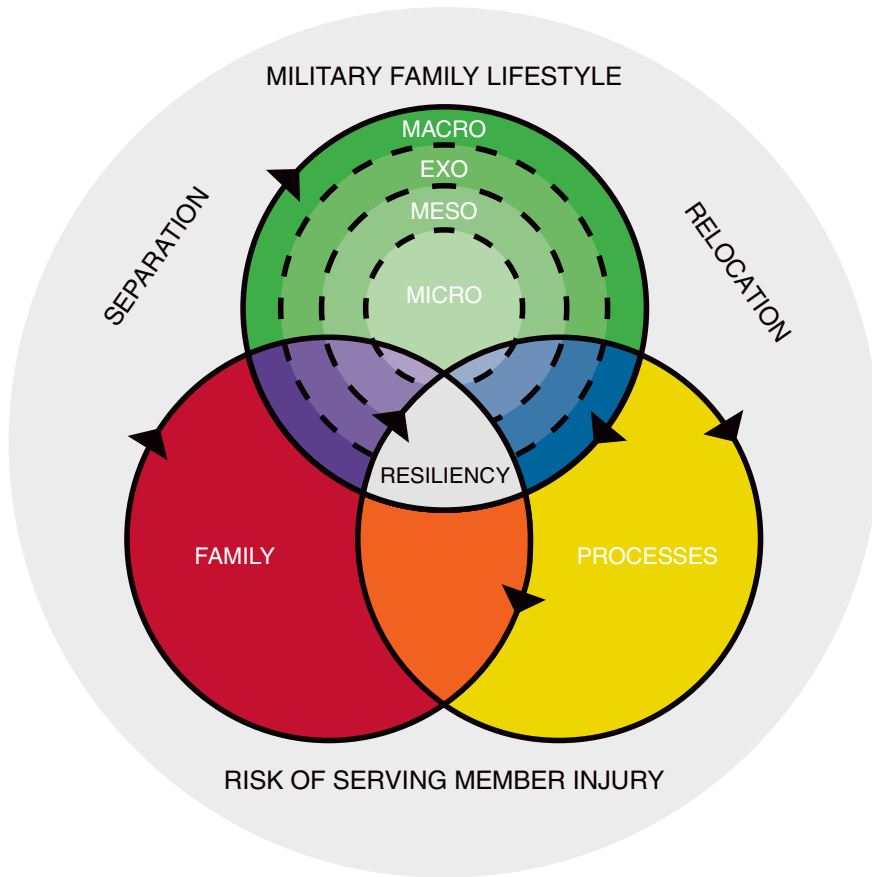 MILITARY FAMILY LIFESTYLE
MACRO
EXO
MESO
MICRO
SEPARATION
RELOCATION
RESILIENCY
FAMILY
PROCESSES
RISK OF SERVING MEMBER INJURY